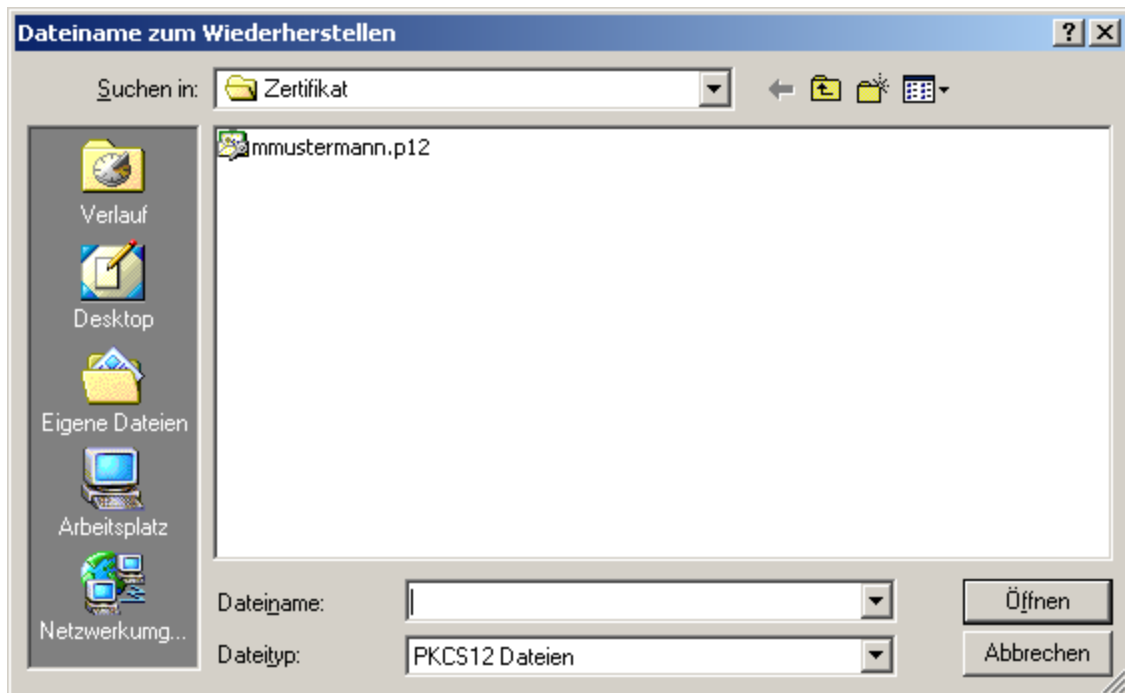 Dateiname zum Wiederherstellen
Suchen in: Zertifikat
mmustermann.p12
Verlauf
Desktop
Eigene Dateien
Arbeitsplatz
Netzwerkumg...
Dateiname:
Öffnen
Dateityp: PKCS12 Dateien
Abbrechen